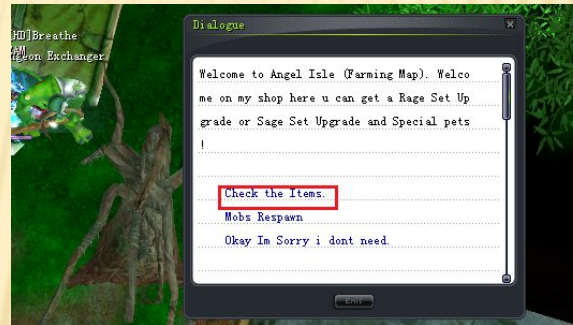 Dialogue
[HD]Breathe
Exchanger
Welcome to Angel Isle (Farming Map). Welco
me on my shop here u can get a Rage Set Up
grade or Sage Set Upgrade and Special pets
!
Check the Items.
Mobs Respawn
Okay Im Sorry i dont need.
EXIT